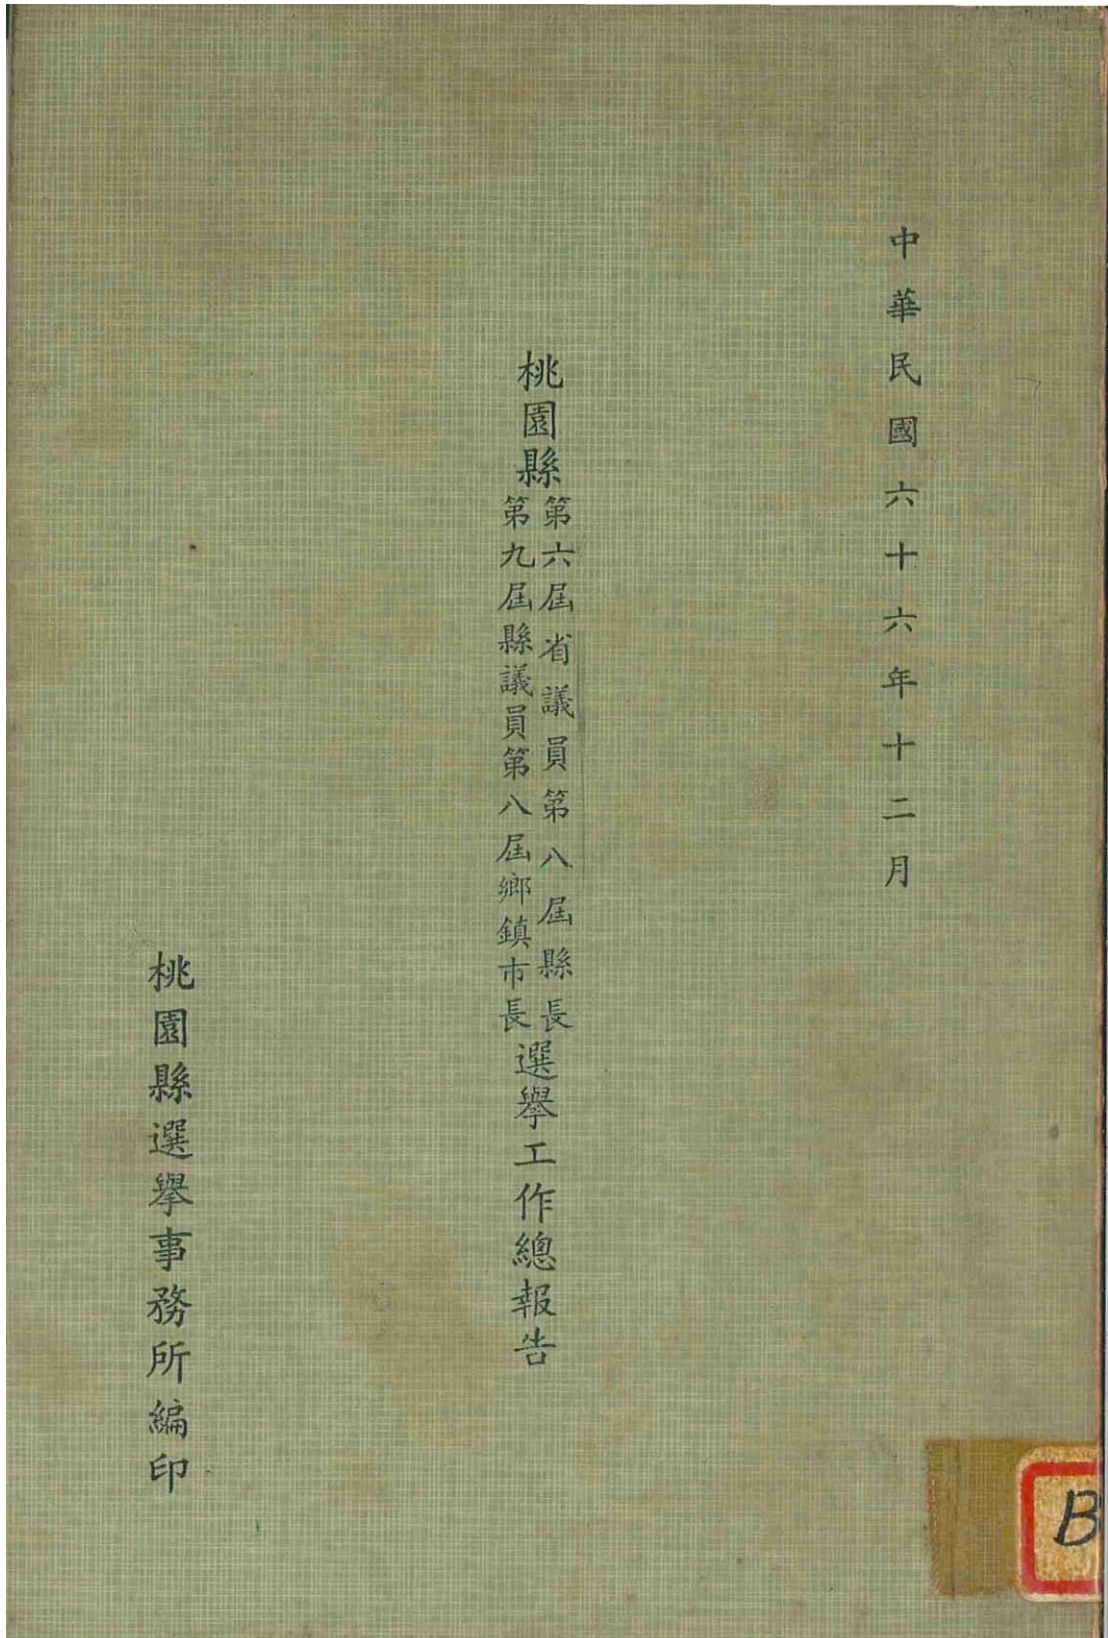 中華民國六十六年十二月
桃園縣
第六屆省議員第八屆縣長
第九屆縣議員第八屆鄉鎮市長
選舉工作總報告
桃園縣選舉事務所編印
B